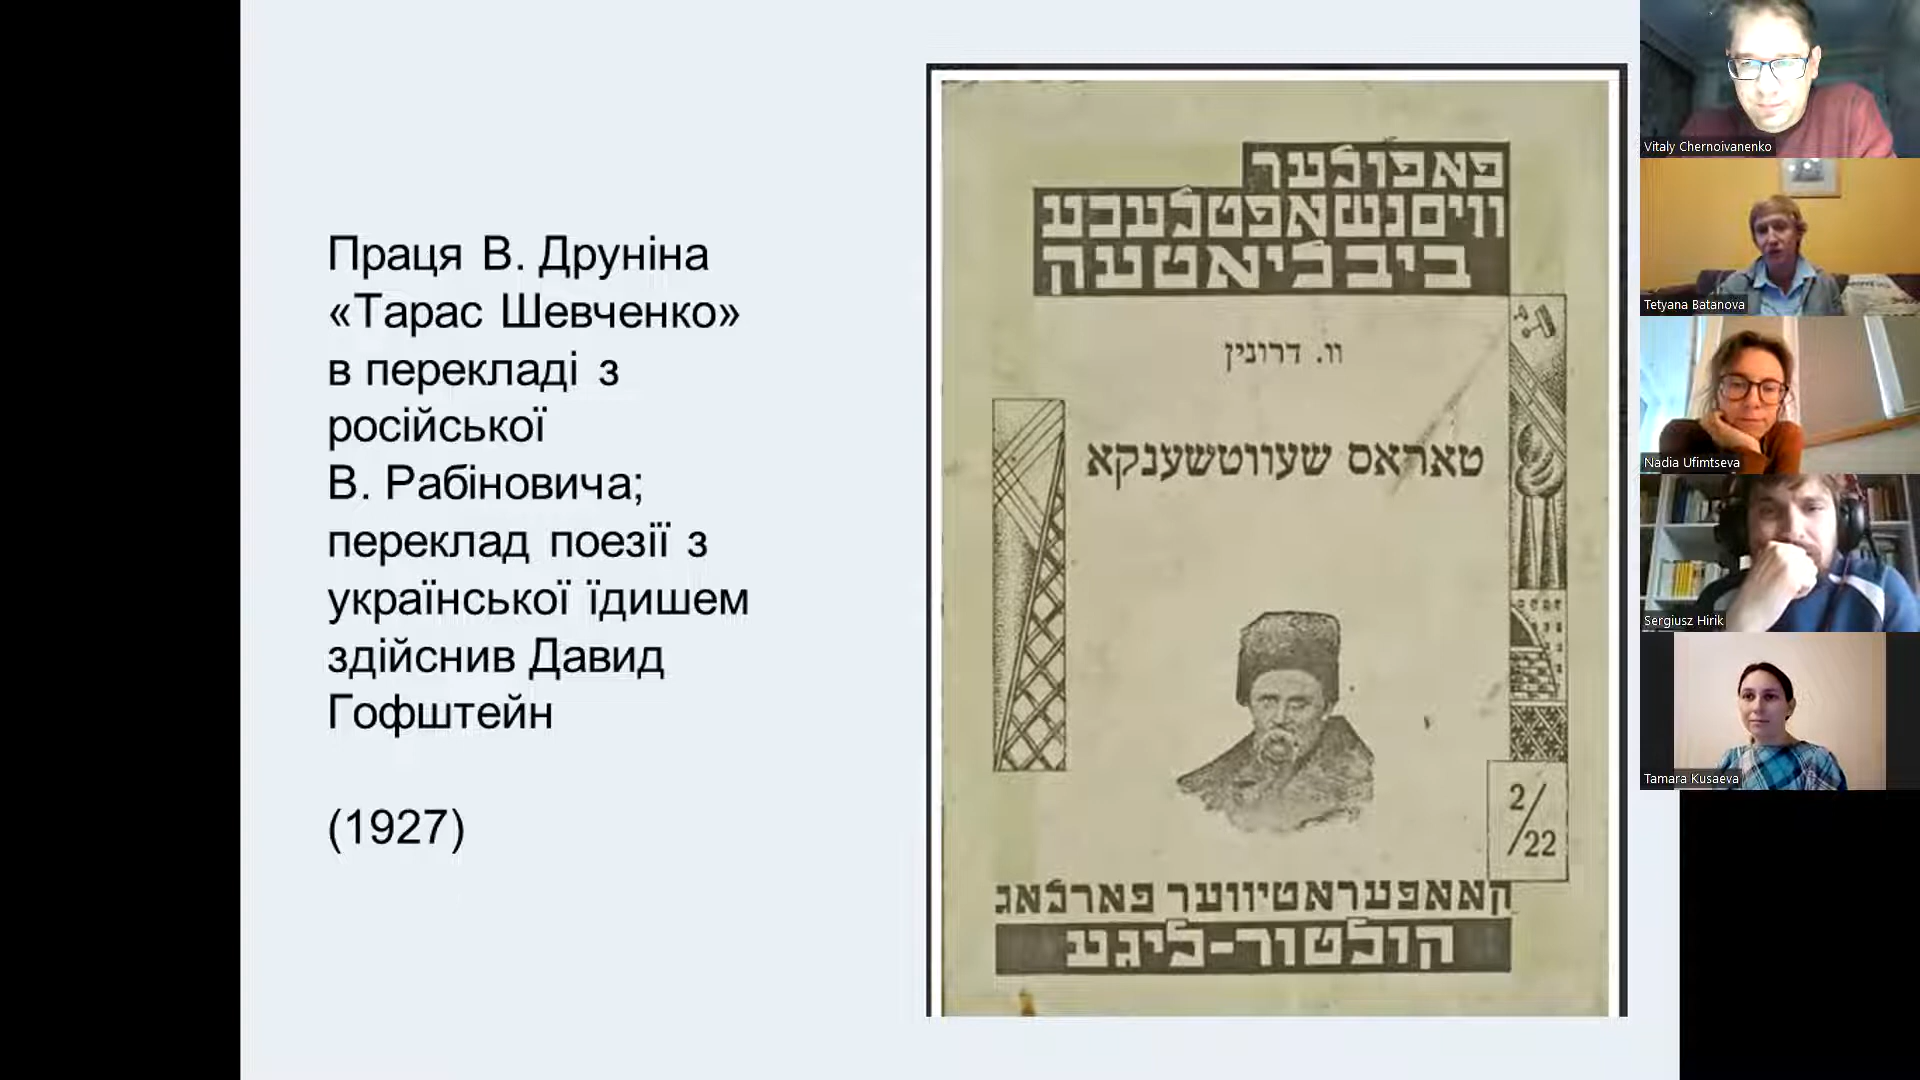 Праця В. Друніна
«Тарас Шевченко»
в перекладі з
російської
В. Рабіновича;
переклад поезії з
української їдишем
здійснив Давид
Гофштейн
(1927)
פאפולער
וויסנשאפטלעכע
ביבליאטעק
וו. דרונין
טאראס שעווטשענקא
2/22
קאאפעראטיווער פארלאג
קולטור-ליגע
Vitaly Chernoivanenko
Tetyana Batanova
Nadia Ufimtseva
Sergiusz Hirik
Tamara Kusaeva